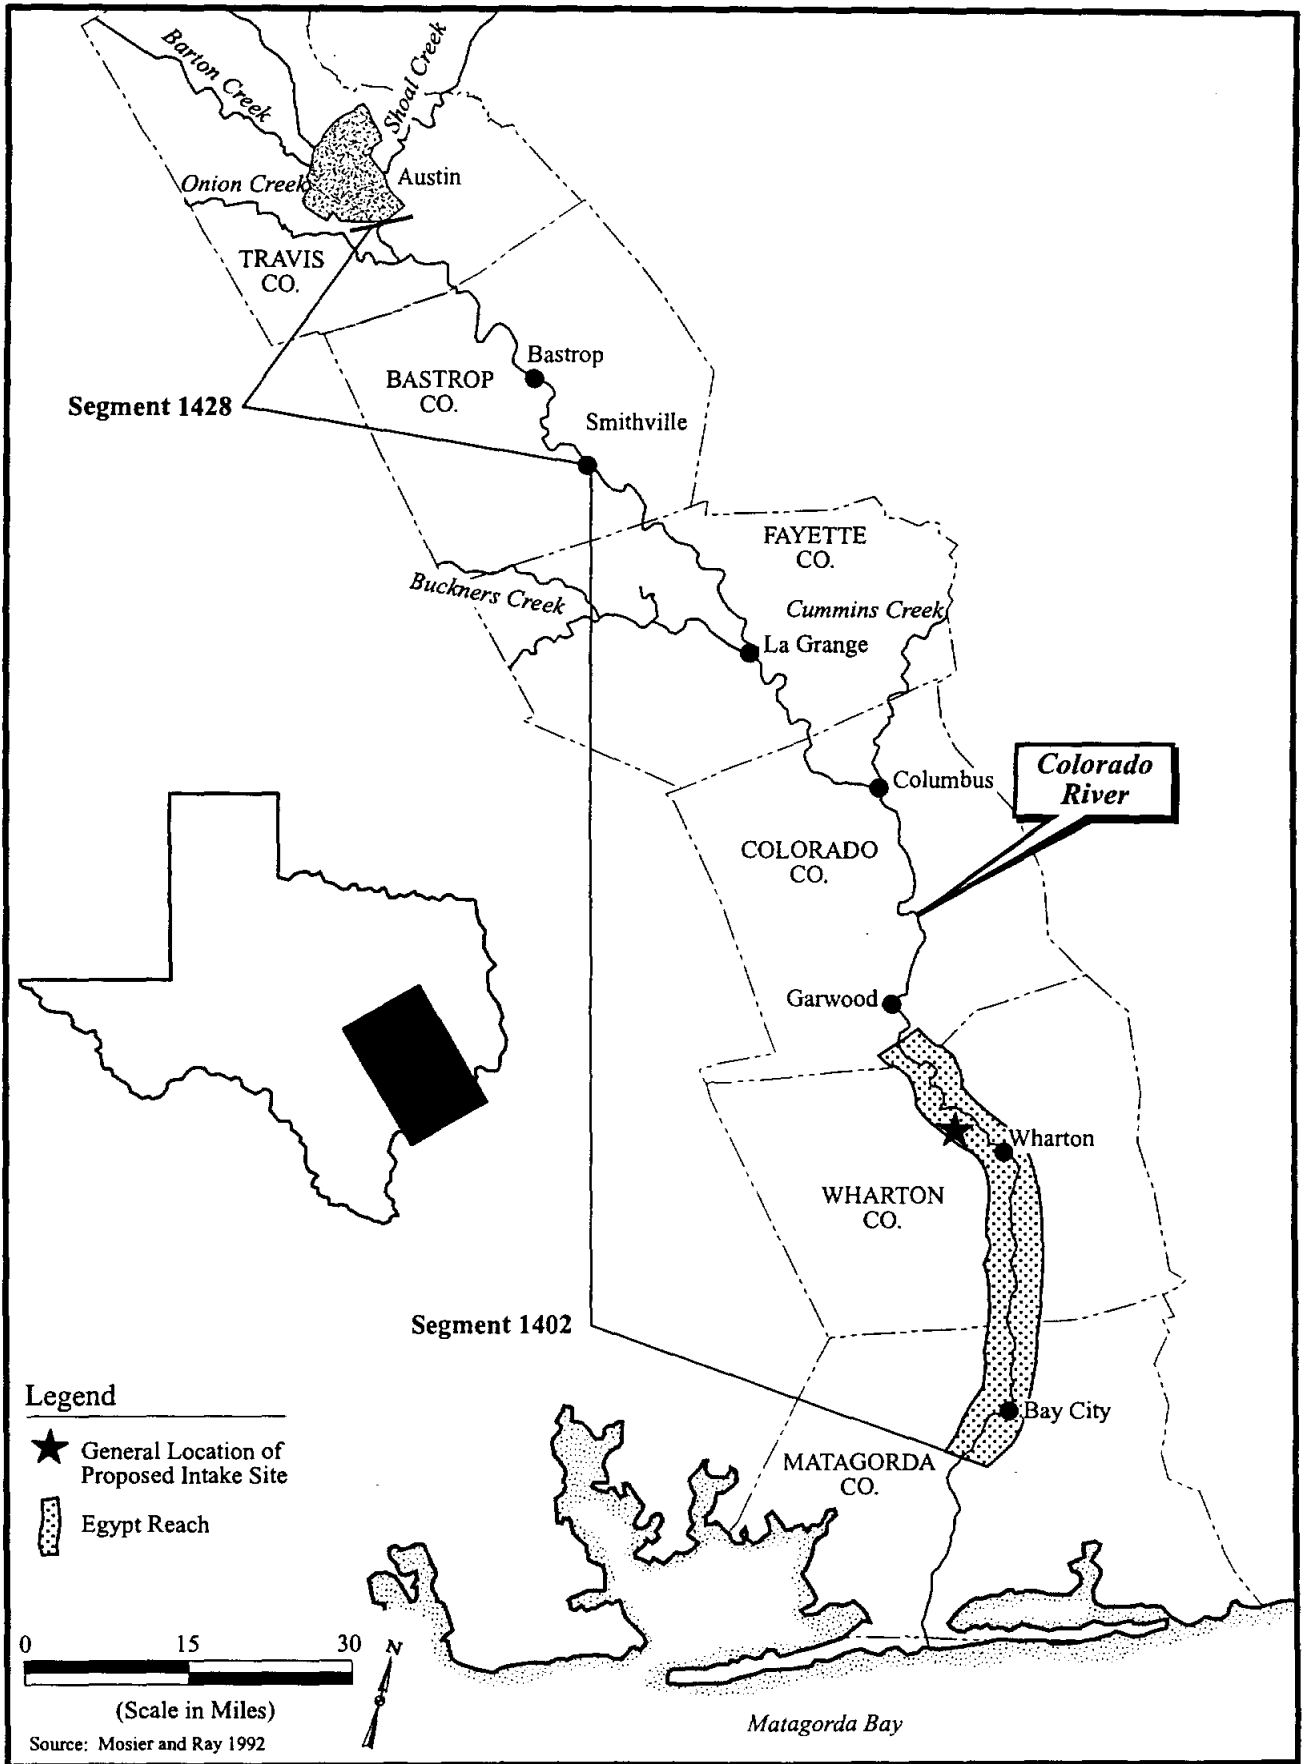 Barton Creek
Shoal Creek
Austin
Onion Creek
TRAVIS
CO.
Bastrop
BASTROP
CO.
Segment 1428
Smithville
FAYETTE
CO.
Buckners Creek
Cummins Creek
La Grange
Columbus
Colorado
River
COLORADO
CO.
Garwood
Wharton
WHARTON
CO.
Segment 1402
Legend
Bay City
General Location of
Proposed Intake Site
MATAGORDA
CO.
Egypt Reach
0 15 30
N
(Scale in Miles)
Matagorda Bay
Source: Mosier and Ray 1992